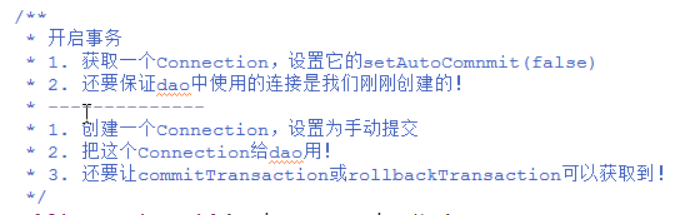 /**
* 开启事务
* 1. 获取一个Connection，设置它的setAutoComnmit(false)
* 2. 还要保证dao中使用的连接是我们刚刚创建的!
* ---------------
* 1. 创建一个Connection，设置为手动提交
* 2. 把这个Connection给dao用!
* 3. 还要让commitTransaction或rollbackTransaction可以获取到!
*/